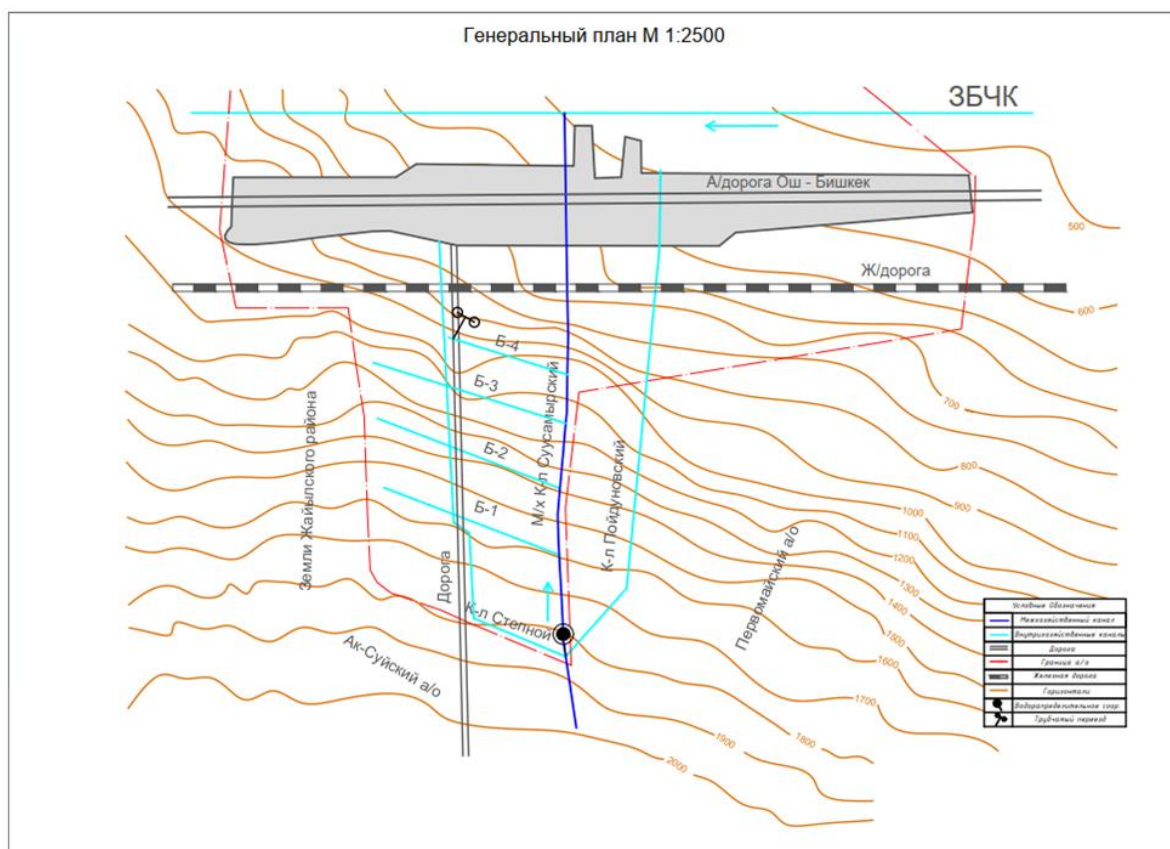 Генеральный план М 1:2500
ЗБЧК
А/дорога Ош - Бишкек
500
Ж/дорога
600
Б-4
Б-3
700
Б-2
800
Б-1
900
1000
1100
1200
1300
1400
1500
1600
1700
1800
1900
2000
Земли Жайылского района
Дорога
М/х К-л Суусамырский
К-л Пойдуновский
Первомайский а/о
К-л Степной
Ак-Суйский а/о
Условные Обозначения
Межхозяйственный канал
Внутрихозяйственные каналы
Дорога
Граница а/о
Железная дорога
Горизонтали
Трубчатый переезд